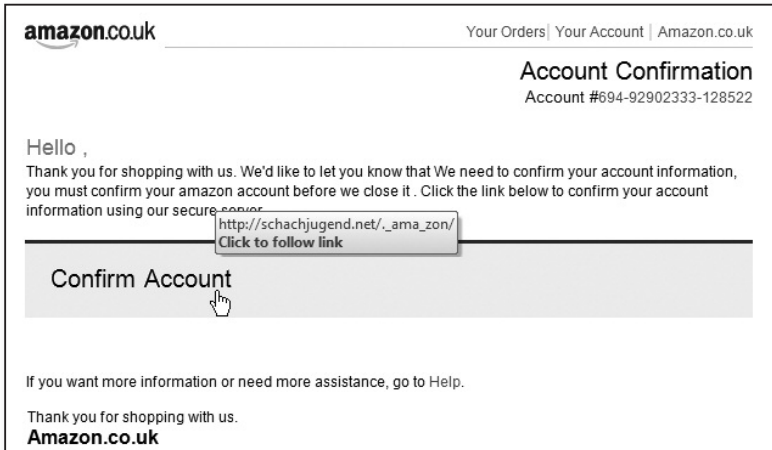 amazon.co.uk
Your Orders| Your Account | Amazon.co.uk
Account Confirmation
Account #694-92902333-128522
Hello ,
Thank you for shopping with us. We'd like to let you know that We need to confirm your account information,
you must confirm your amazon account before we close it . Click the link below to confirm your account
information using our secure server
http://schachjugend.net/._ama_zon/
Click to follow link
Confirm Account
If you want more information or need more assistance, go to Help.
Thank you for shopping with us.
Amazon.co.uk